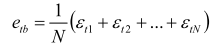 e_{tb} = \frac{1}{N}(\varepsilon_{t1} + \varepsilon_{t2} + ... + \varepsilon_{tN})